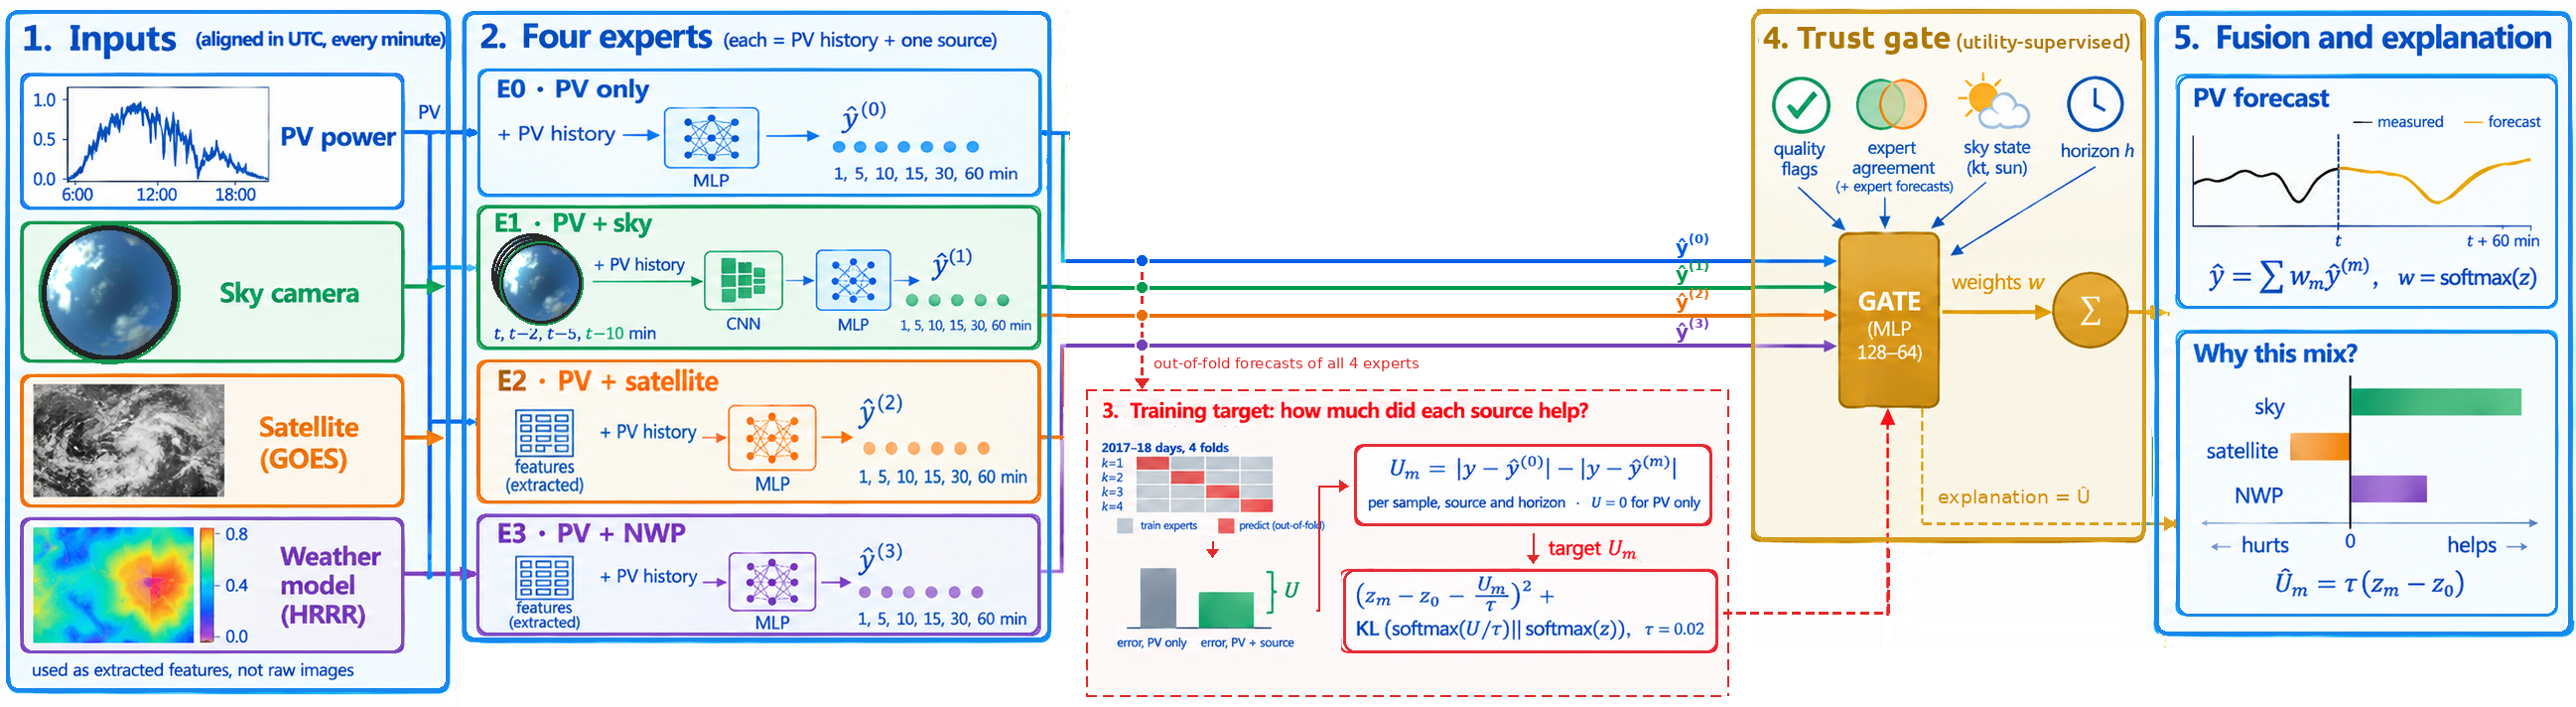 1. Inputs (aligned in UTC, every minute)
1.0
0.5
0.0
6:00 12:00 18:00
PV power
PV
Sky camera
Satellite
(GOES)
Weather
model
(HRRR)
0.8
0.4
0.0
used as extracted features, not raw images
2. Four experts (each = PV history + one source)
E0 · PV only
+ PV history
MLP
ŷ⁽⁰⁾
1, 5, 10, 15, 30, 60 min
E1 · PV + sky
+ PV history
CNN
MLP
ŷ⁽¹⁾
1, 5, 10, 15, 30, 60 min
t, t−2, t−5, t−10 min
E2 · PV + satellite
features
(extracted)
+ PV history
MLP
ŷ⁽²⁾
1, 5, 10, 15, 30, 60 min
E3 · PV + NWP
features
(extracted)
+ PV history
MLP
ŷ⁽³⁾
1, 5, 10, 15, 30, 60 min
ŷ⁽⁰⁾
ŷ⁽¹⁾
ŷ⁽²⁾
ŷ⁽³⁾
out-of-fold forecasts of all 4 experts
3. Training target: how much did each source help?
2017–18 days, 4 folds
k=1
k=2
k=3
k=4
train experts
predict (out-of-fold)
U
error, PV only
error, PV + source
U_m = |y − ŷ⁽⁰⁾| − |y − ŷ⁽ᵐ⁾|
per sample, source and horizon · U = 0 for PV only
target U_m
(z_m − z_0 − U_m/τ)² +
KL (softmax(U/τ)|| softmax(z)), τ = 0.02
4. Trust gate (utility-supervised)
quality
flags
expert
agreement
(+ expert forecasts)
sky state
(kt, sun)
horizon h
GATE
(MLP
128–64)
weights w
Σ
explanation = Û
5. Fusion and explanation
PV forecast
measured
forecast
t
t + 60 min
ŷ = ∑ w_m ŷ⁽ᵐ⁾, w = softmax(z)
Why this mix?
sky
satellite
NWP
← hurts
0
helps →
Û_m = τ (z_m − z_0)